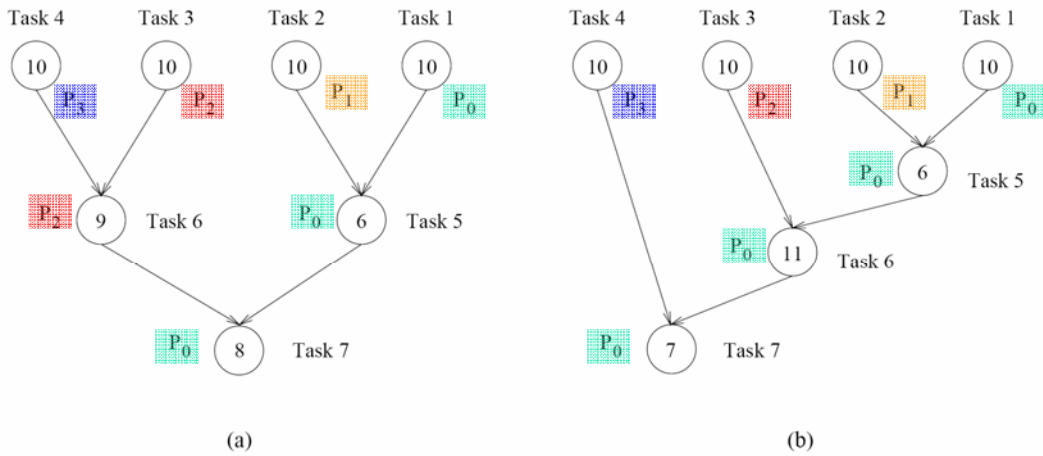 Task 4 Task 3 Task 2 Task 1
10 10 10 10
P3 P2 P1 P0
P2 9 Task 6 P0 6 Task 5
P0 8 Task 7
(a)
Task 4 Task 3 Task 2 Task 1
10 10 10 10
P3 P2 P1 P0
P0 6 Task 5
P0 11 Task 6
P0 7 Task 7
(b)